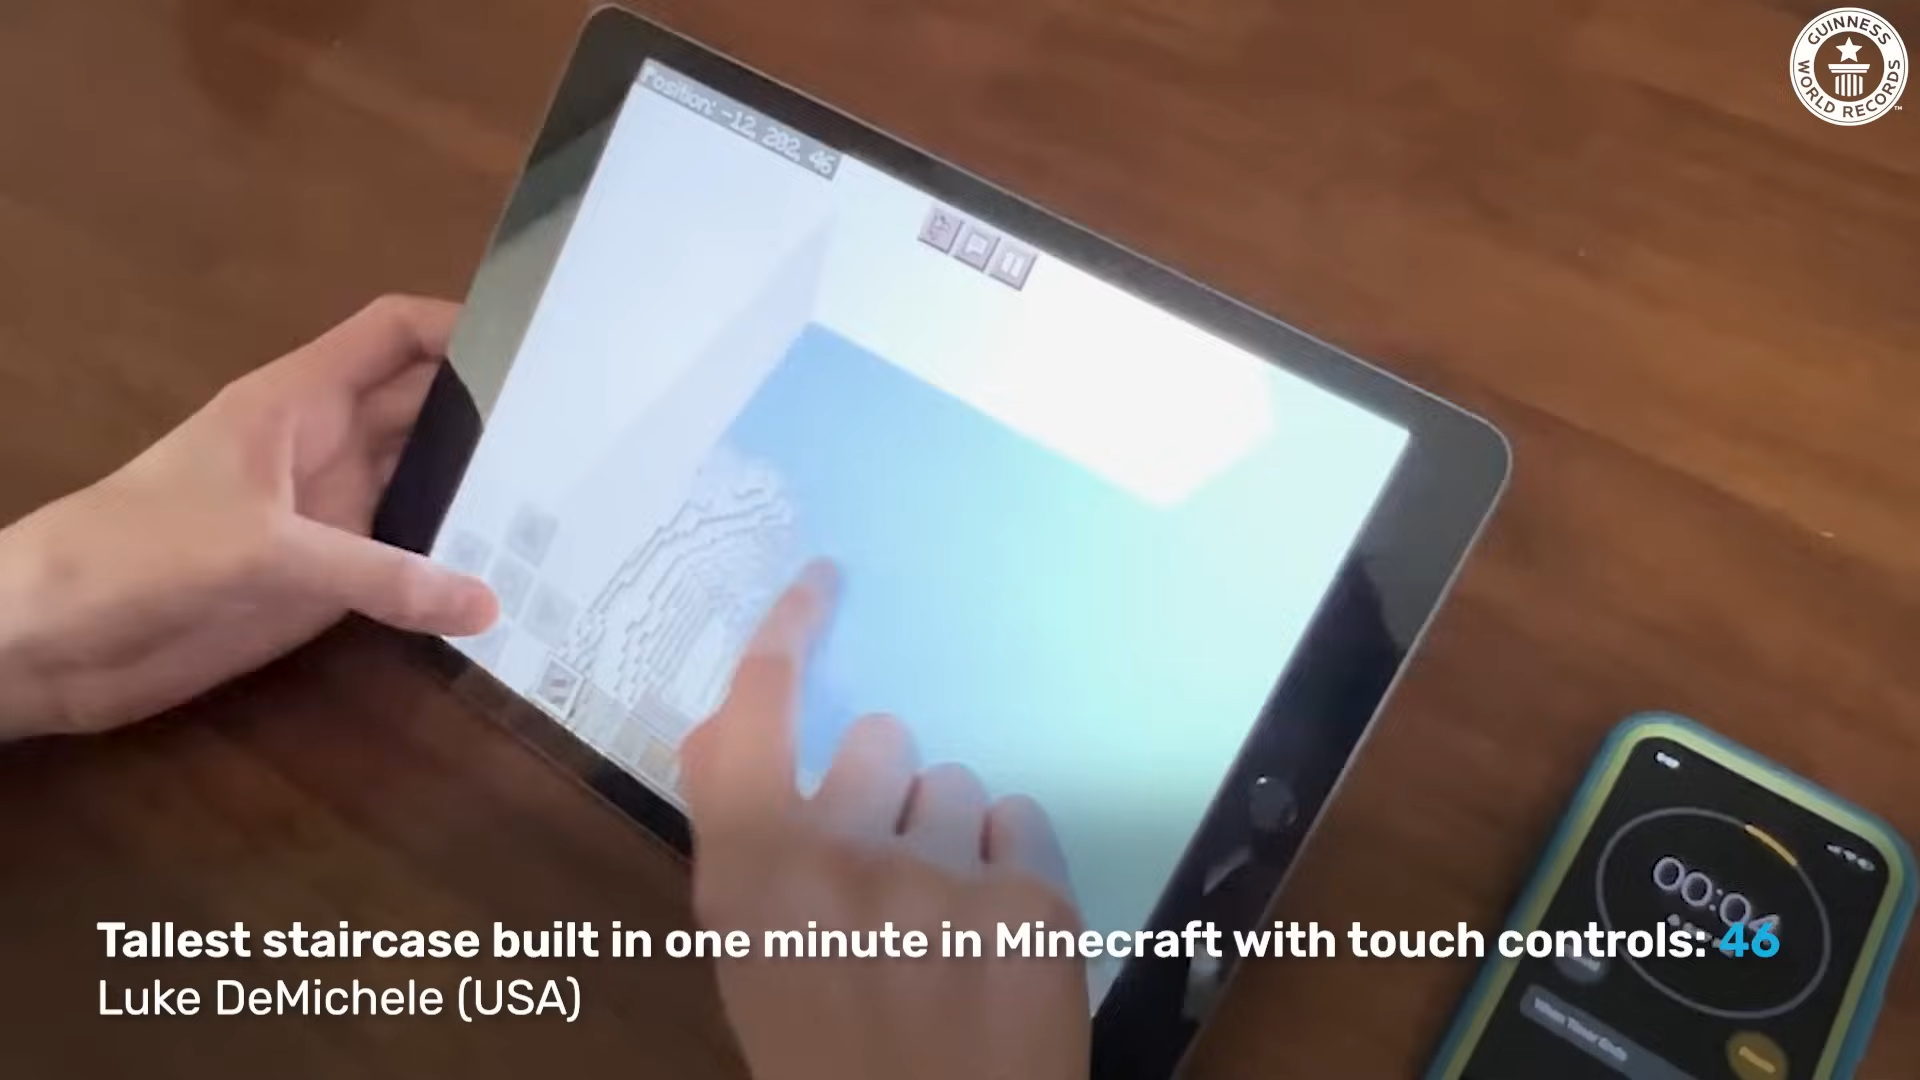 GUINNESS WORLD RECORDS
Position: -12, 282, 46
00:04
Tallest staircase built in one minute in Minecraft with touch controls: 46
Luke DeMichele (USA)